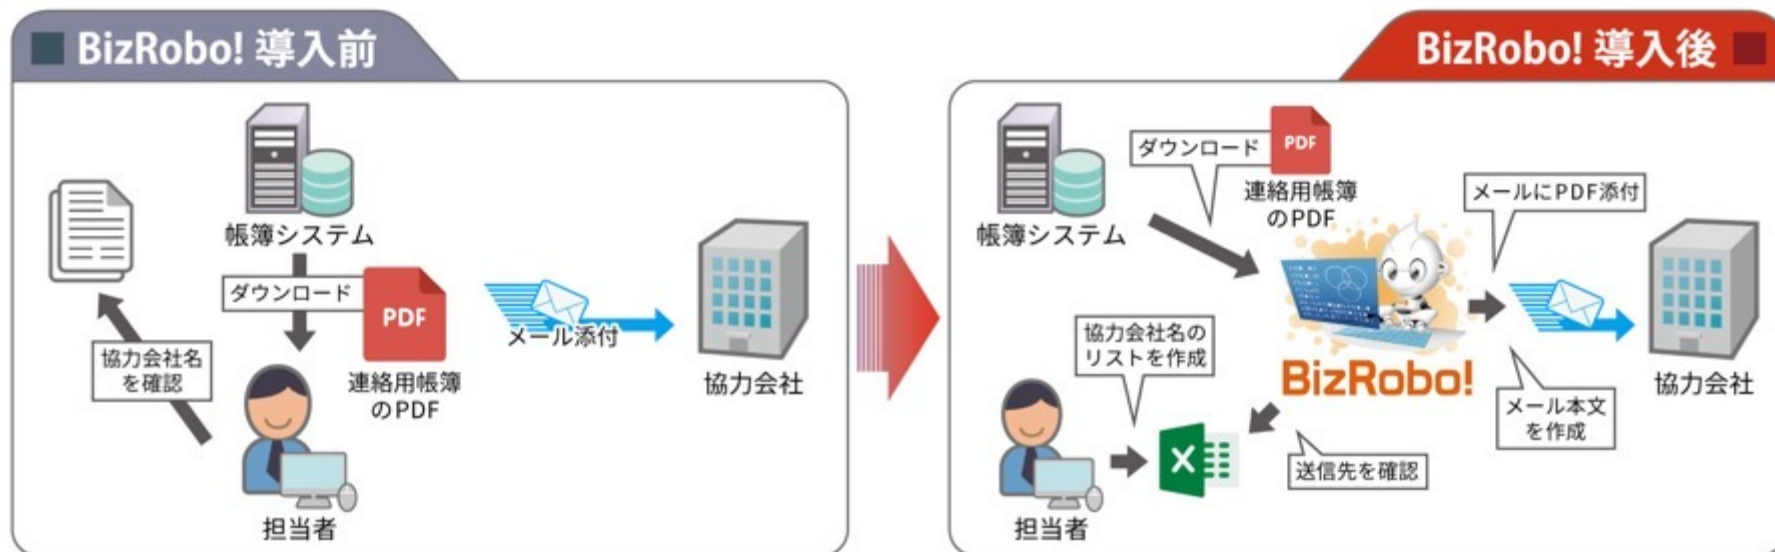 BizRobo! 導入前
帳簿システム
ダウンロード
PDF
連絡用帳簿
のPDF
協力会社名
を確認
担当者
メール添付
協力会社
BizRobo! 導入後
帳簿システム
ダウンロード
PDF
連絡用帳簿
のPDF
メールにPDF添付
BizRobo!
協力会社名の
リストを作成
担当者
X
送信先を確認
メール本文
を作成
協力会社